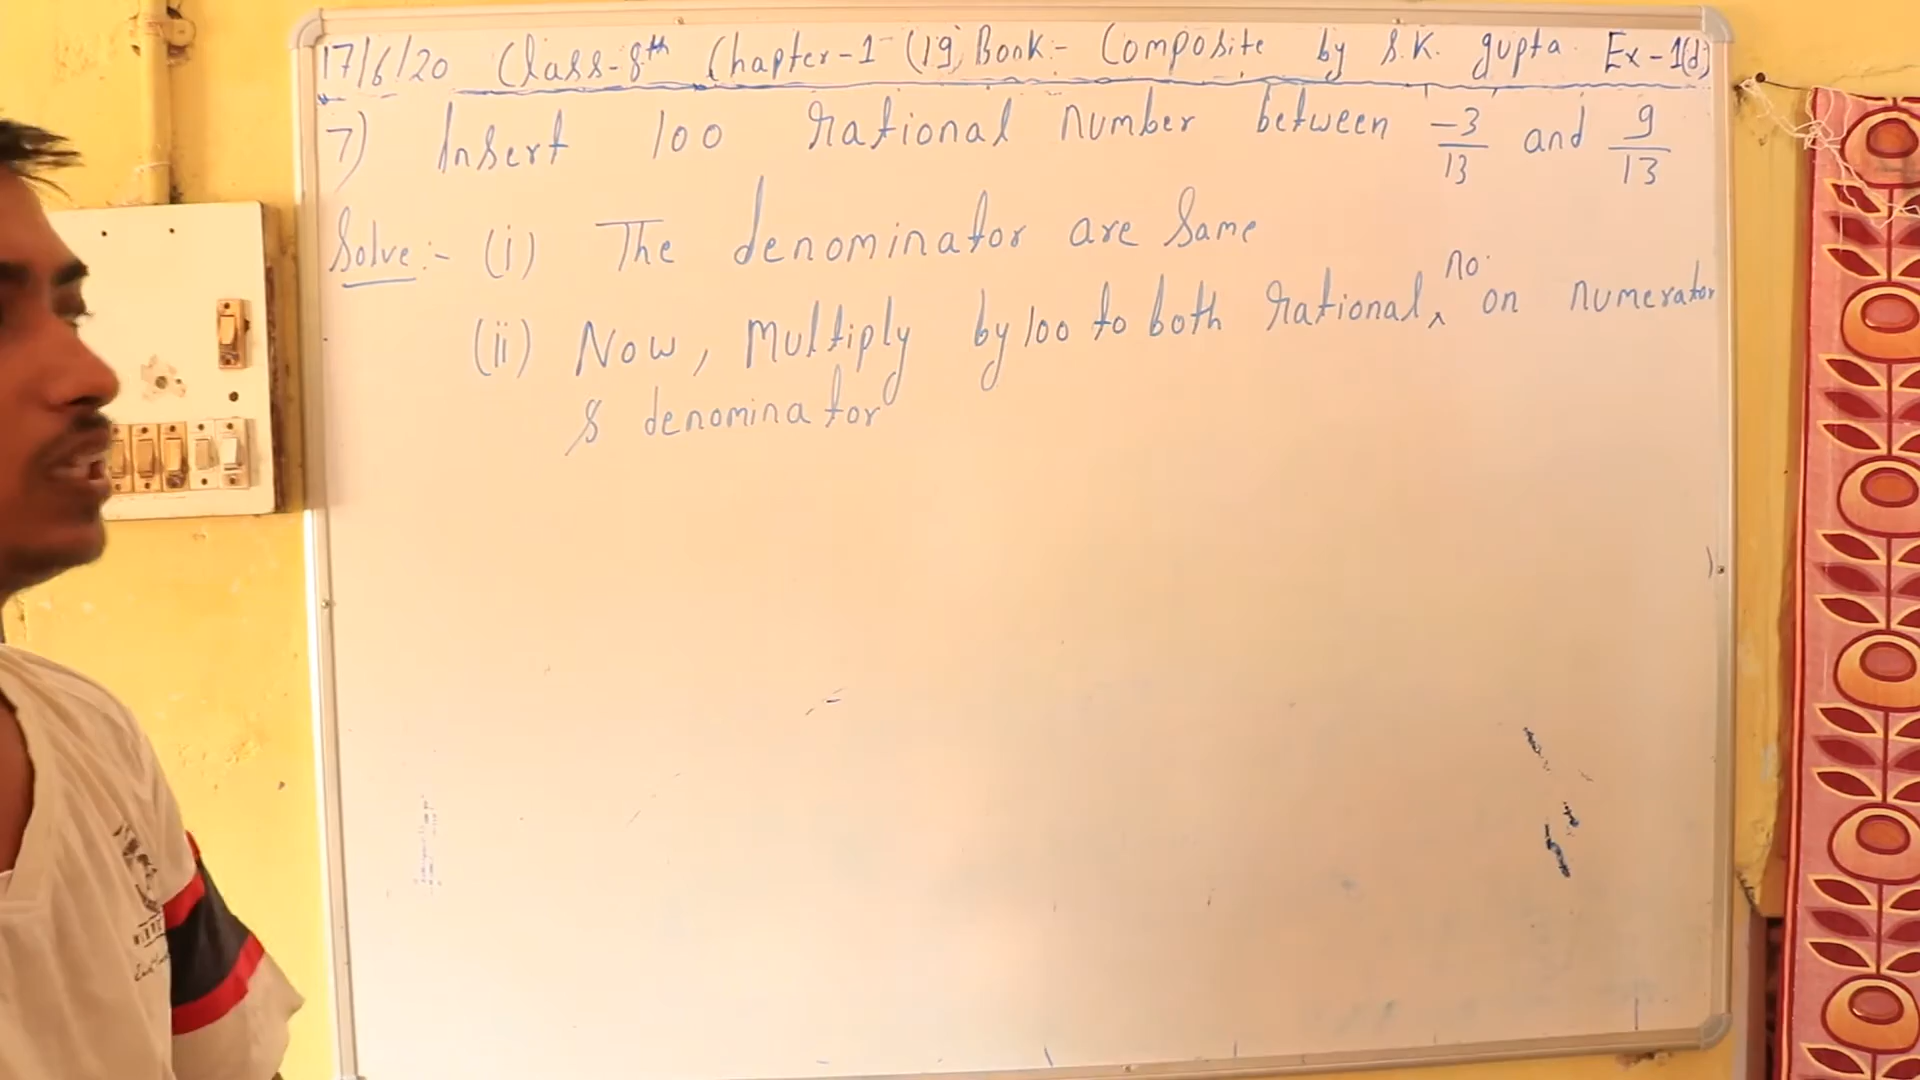 17/6/20 Class-8th Chapter-1 (19) Book:- Composite by S.K. gupta Ex-1(d)
7) Insert 100 rational number between -3/13 and 9/13
Solve:- (i) The denominator are Same
(ii) Now, Multiply by 100 to both rational ^ no. on numerator
& denominator